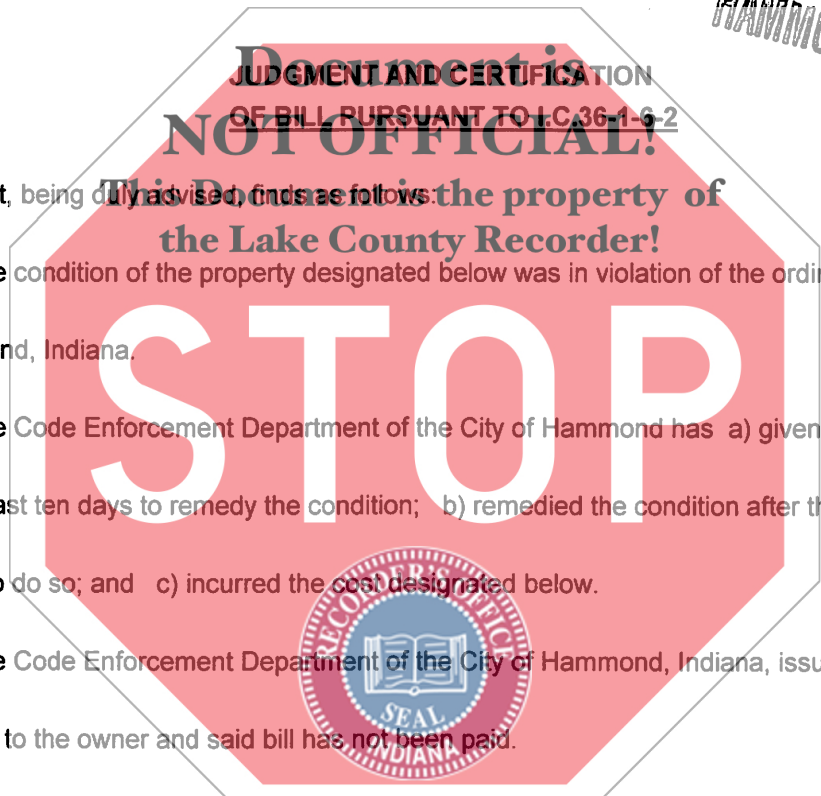 HAMMO
Document is
JUDGMENT AND CERTIFICATION
OF BILL PURSUANT TO I.C.36-1-6-2
NOT OFFICIAL!
t, being duly advised, finds as follows:
This Document is the property of
the Lake County Recorder!
e condition of the property designated below was in violation of the ordi
nd, Indiana.
STOP
e Code Enforcement Department of the City of Hammond has a) given
ast ten days to remedy the condition; b) remedied the condition after th
o do so; and c) incurred the cost designated below.
RECORDER'S OFFICE
e Code Enforcement Department of the City of Hammond, Indiana, issu
SEAL
to the owner and said bill has not been paid.
INDIANA